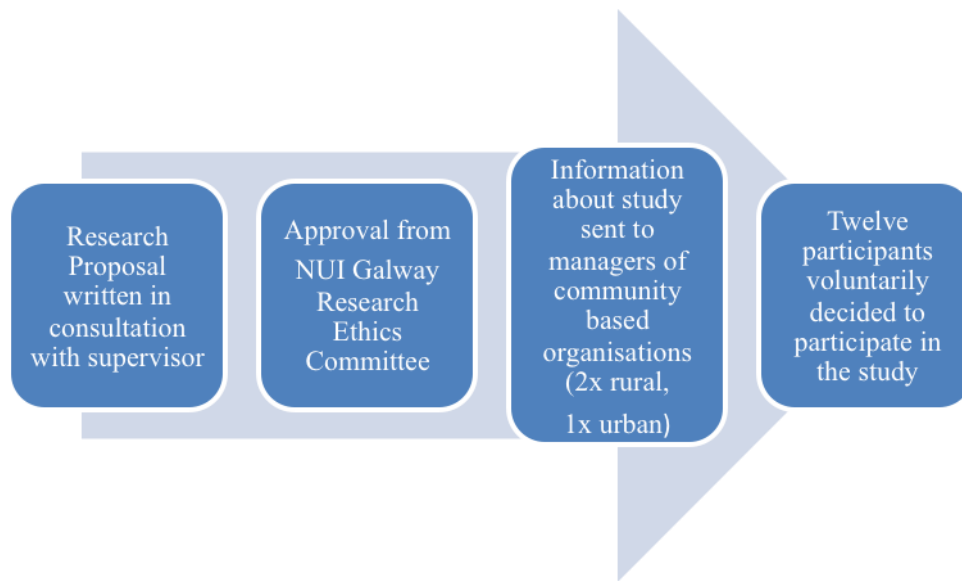 Research
Proposal
written in
consultation
with supervisor
Approval from
NUI Galway
Research
Ethics
Committee
Information
about study
sent to
managers of
community
based
organisations
(2x rural,
1x urban)
Twelve
participants
voluntarily
decided to
participate in
the study